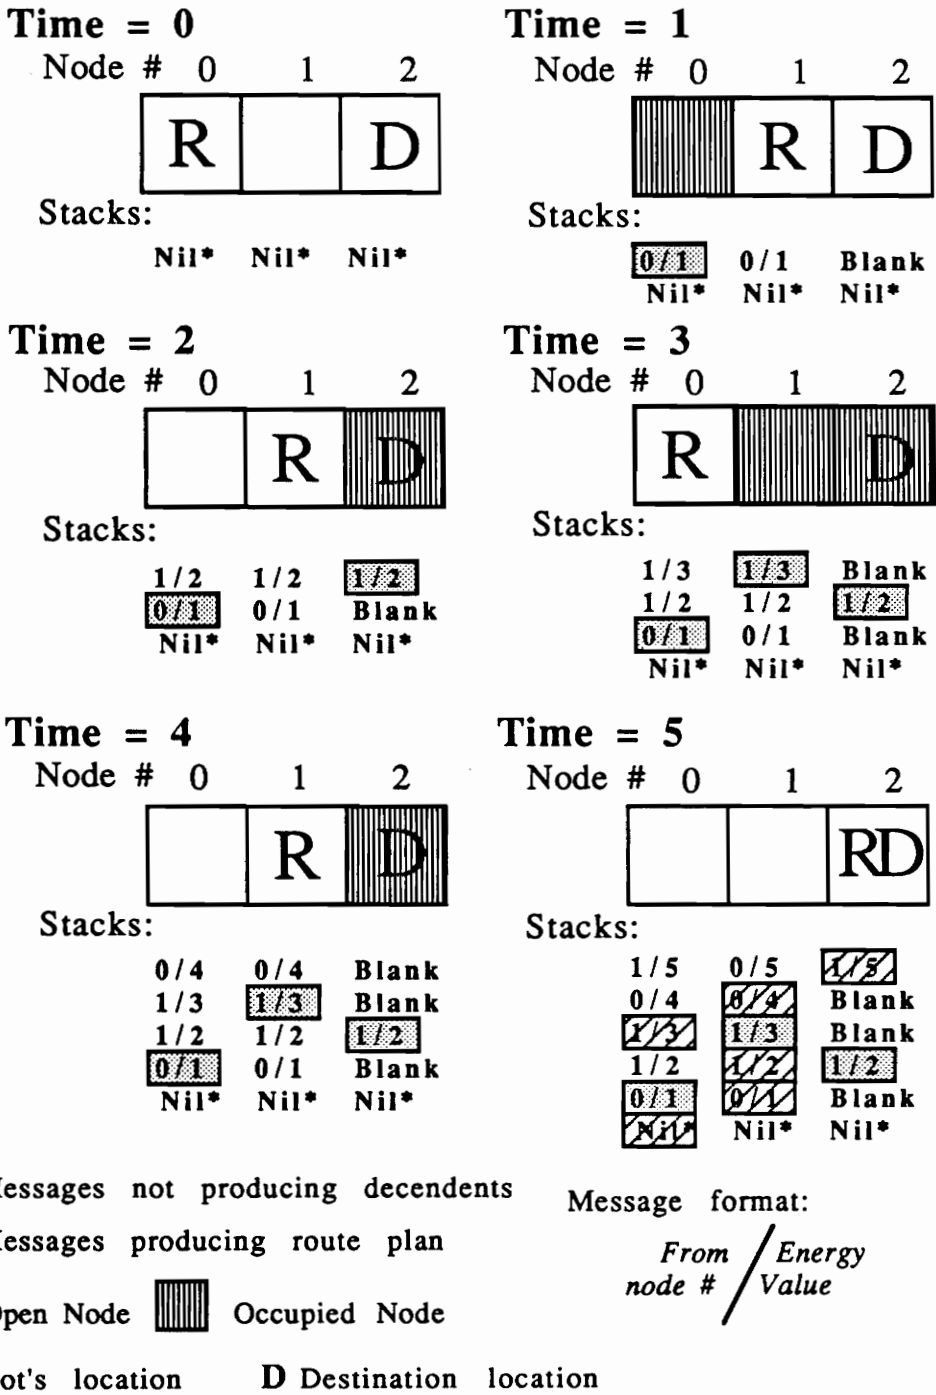 Time = 0
Node # 0 1 2
R D
Stacks:
Nil* Nil* Nil*
Time = 1
Node # 0 1 2
R D
Stacks:
0/1 0/1 Blank
Nil* Nil* Nil*
Time = 2
Node # 0 1 2
R D
Stacks:
1/2 1/2 1/2
0/1 0/1 Blank
Nil* Nil* Nil*
Time = 3
Node # 0 1 2
R D
Stacks:
1/3 1/3 Blank
1/2 1/2 1/2
0/1 0/1 Blank
Nil* Nil* Nil*
Time = 4
Node # 0 1 2
R D
Stacks:
0/4 0/4 Blank
1/3 1/3 Blank
1/2 1/2 1/2
0/1 0/1 Blank
Nil* Nil* Nil*
Time = 5
Node # 0 1 2
RD
Stacks:
1/5 0/5 1/5
0/4 0/4 Blank
1/3 1/3 Blank
1/2 1/2 1/2
0/1 0/1 Blank
Nil* Nil* Nil*
essages not producing decendents
essages producing route plan
pen Node Occupied Node
ot's location D Destination location
Message format:
From / Energy
node # Value